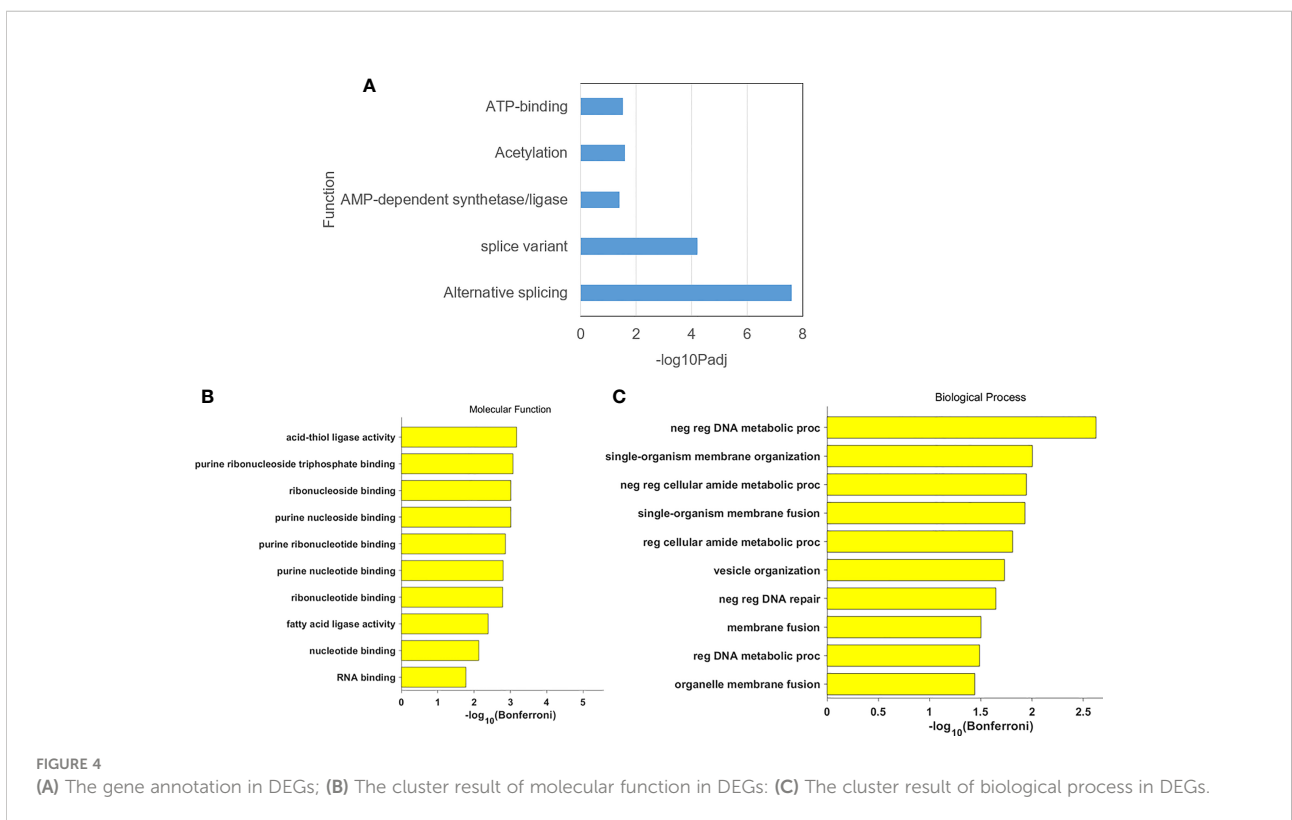 A
ATP-binding
Acetylation
AMP-dependent synthetase/ligase
splice variant
Alternative splicing
Function
0 2 4 6 8
-log10Padj
B
Molecular Function
acid-thiol ligase activity
purine ribonucleoside triphosphate binding
ribonucleoside binding
purine nucleoside binding
purine ribonucleotide binding
purine nucleotide binding
ribonucleotide binding
fatty acid ligase activity
nucleotide binding
RNA binding
0 1 2 3 4 5
-log10(Bonferroni)
C
Biological Process
neg reg DNA metabolic proc
single-organism membrane organization
neg reg cellular amide metabolic proc
single-organism membrane fusion
reg cellular amide metabolic proc
vesicle organization
neg reg DNA repair
membrane fusion
reg DNA metabolic proc
organelle membrane fusion
0 0.5 1 1.5 2 2.5
-log10(Bonferroni)
FIGURE 4
(A) The gene annotation in DEGs; (B) The cluster result of molecular function in DEGs: (C) The cluster result of biological process in DEGs.